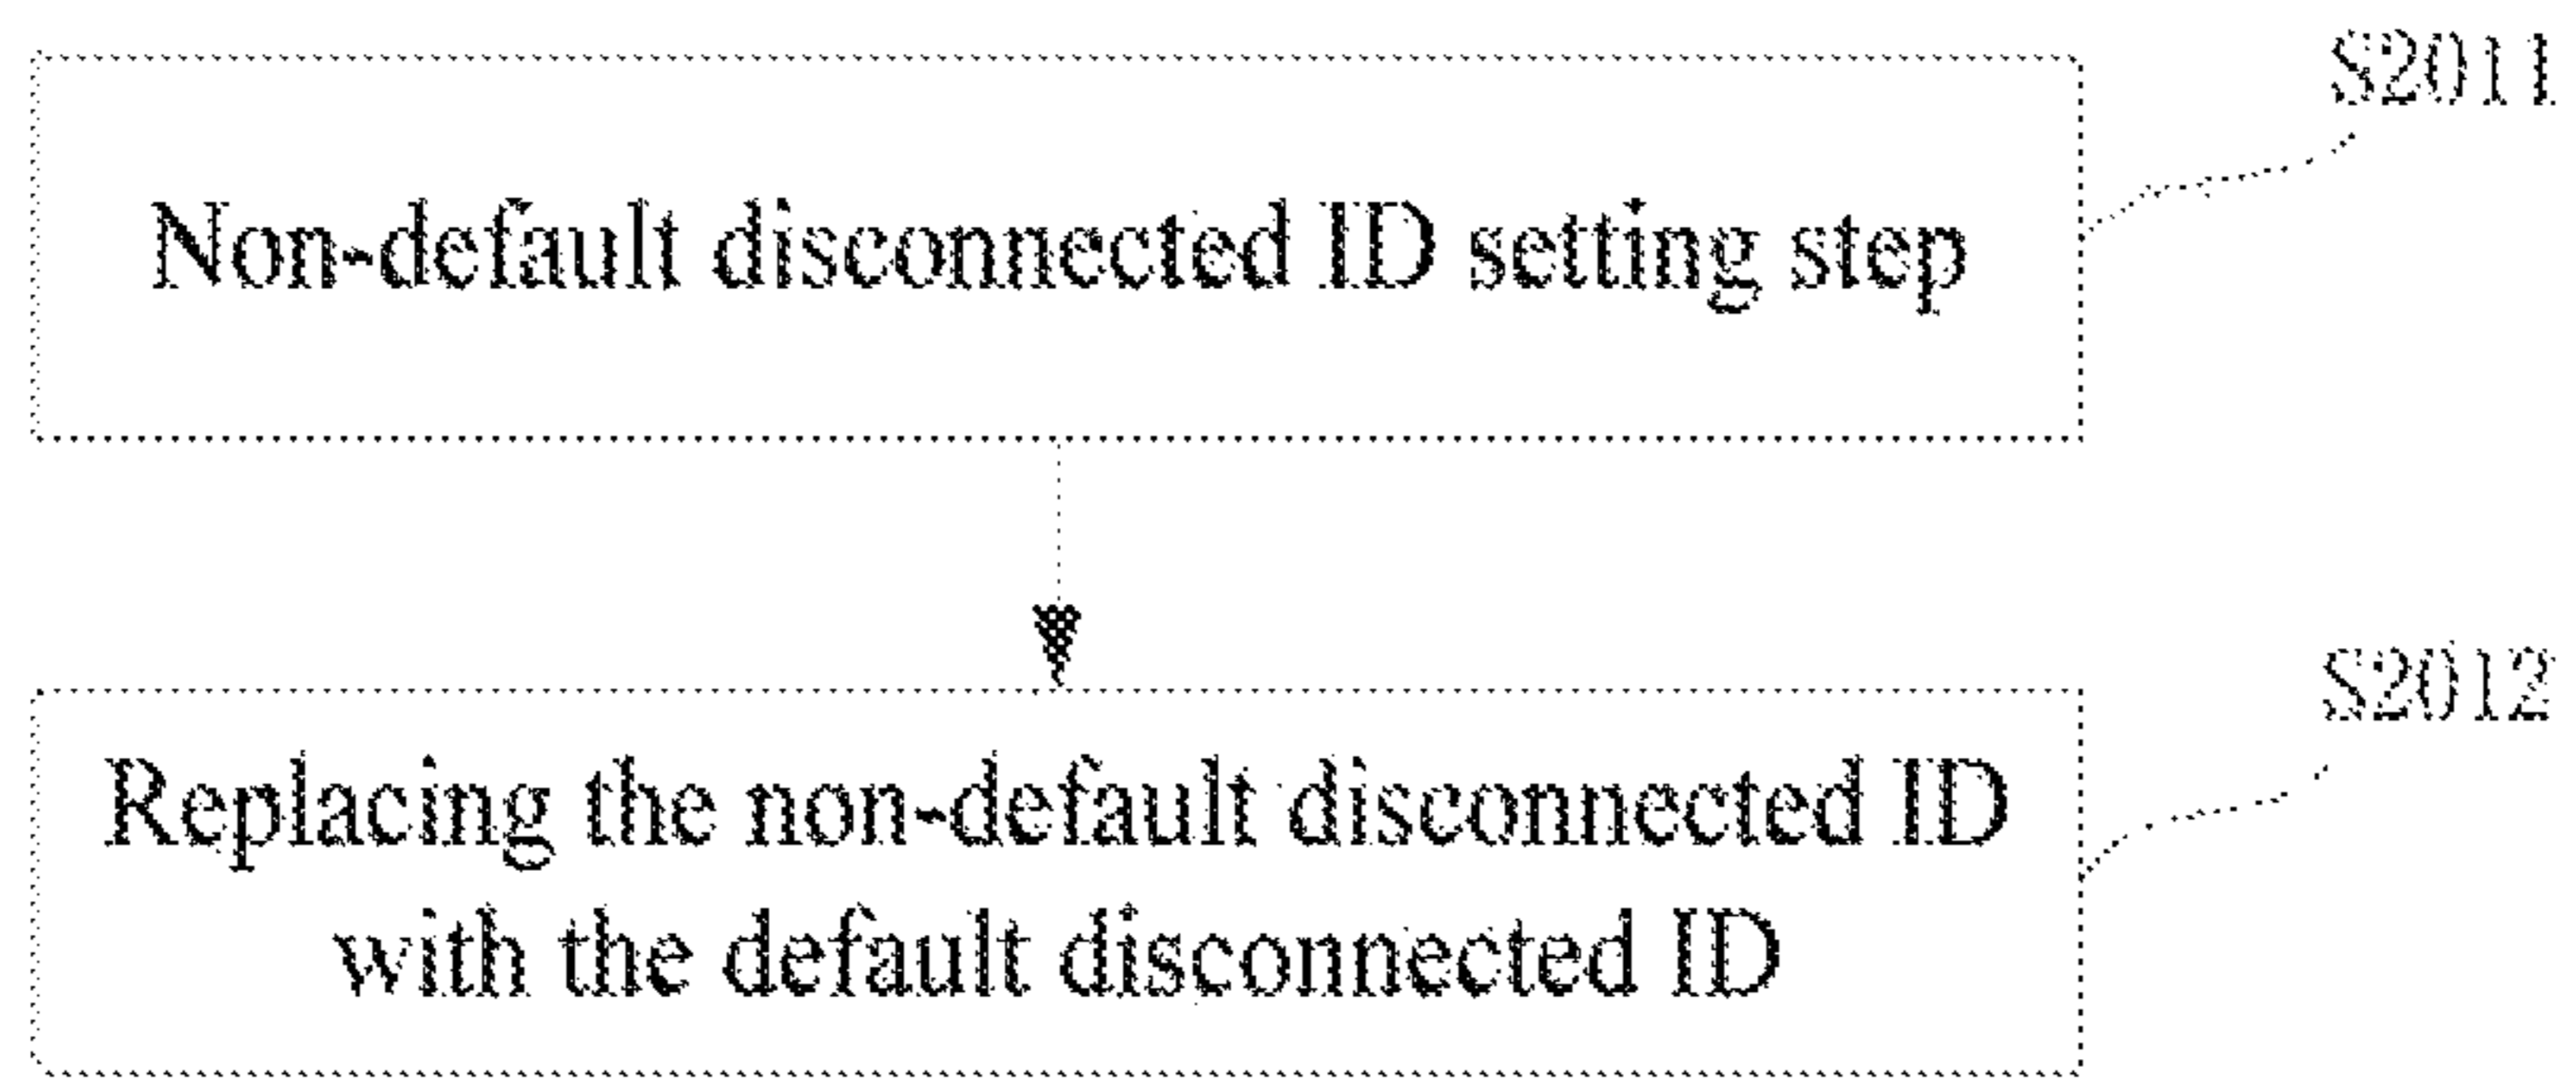 S2011
Non-default disconnected ID setting step
S2012
Replacing the non-default disconnected ID
with the default disconnected ID